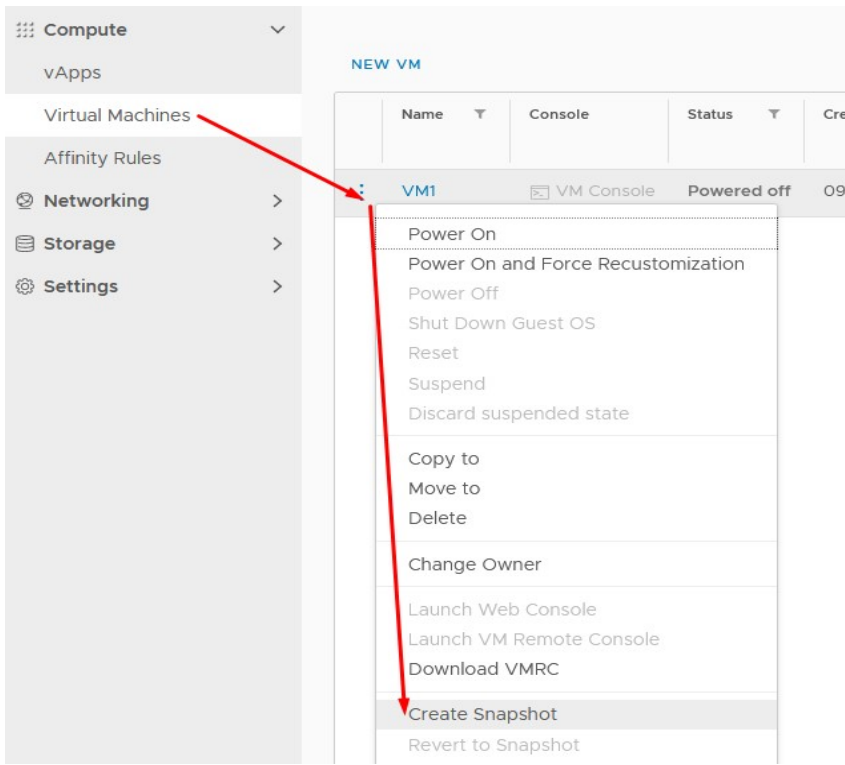 Compute
vApps
Virtual Machines
Affinity Rules
Networking
Storage
Settings
NEW VM
Name Console Status Cre
VM1 VM Console Powered off 09
Power On
Power On and Force Recustomization
Power Off
Shut Down Guest OS
Reset
Suspend
Discard suspended state
Copy to
Move to
Delete
Change Owner
Launch Web Console
Launch VM Remote Console
Download VMRC
Create Snapshot
Revert to Snapshot